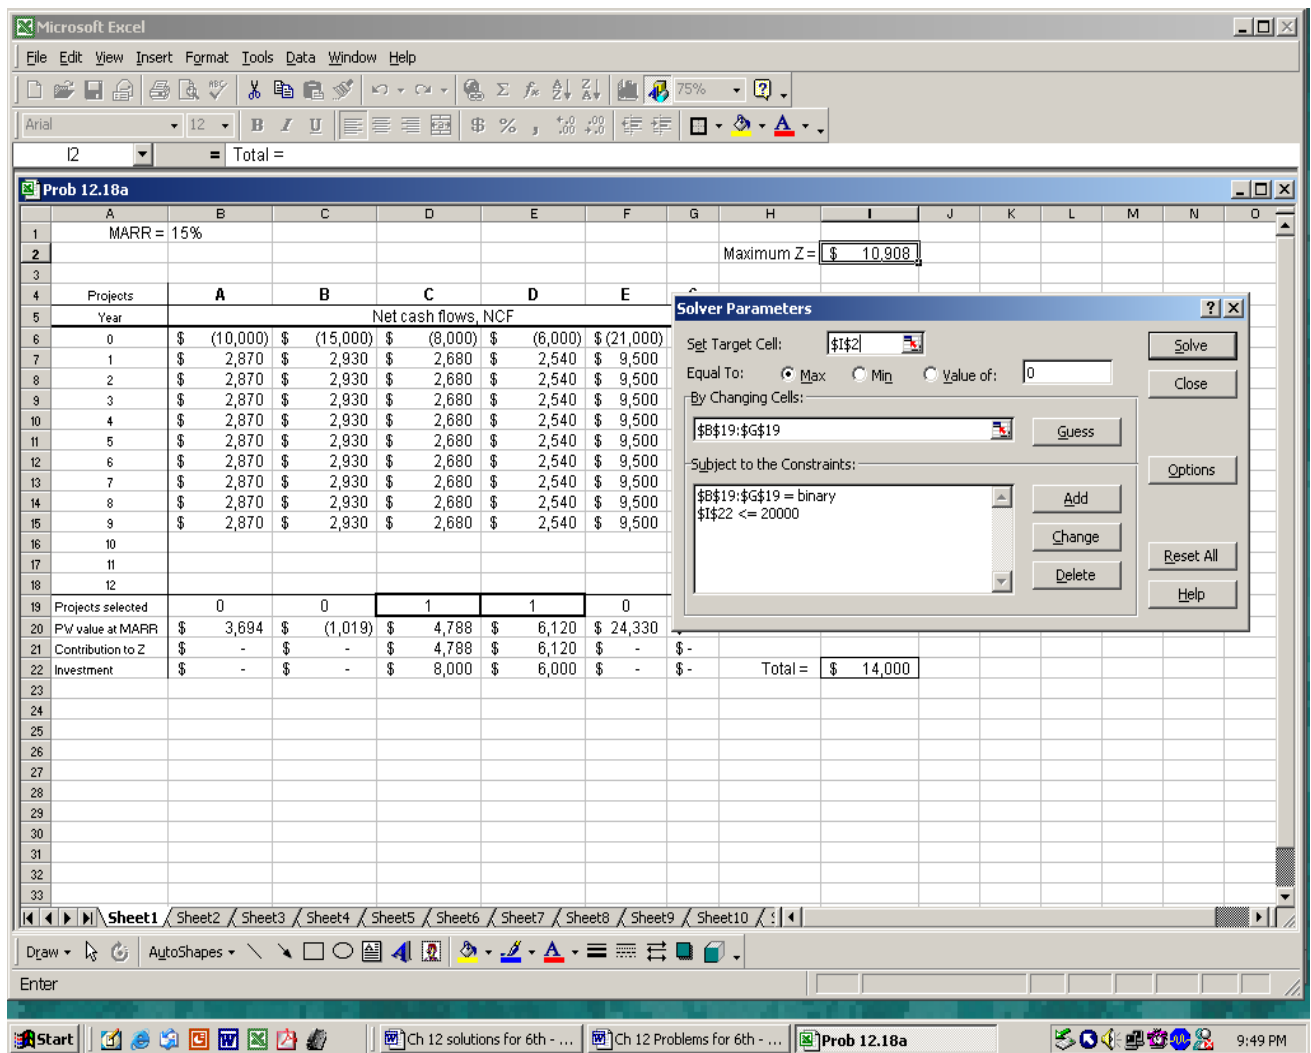 Microsoft Excel
File Edit View Insert Format Tools Data Window Help
75%
Arial 12 B I U $ % ,
I2 = Total =
Prob 12.18a
A B C D E F G H I J K L M N O
1 MARR = 15%
2 Maximum Z = $ 10,908
3
4 Projects A B C D E
5 Year Net cash flows, NCF
6 0 $ (10,000) $ (15,000) $ (8,000) $ (6,000) $ (21,000)
7 1 $ 2,870 $ 2,930 $ 2,680 $ 2,540 $ 9,500
8 2 $ 2,870 $ 2,930 $ 2,680 $ 2,540 $ 9,500
9 3 $ 2,870 $ 2,930 $ 2,680 $ 2,540 $ 9,500
10 4 $ 2,870 $ 2,930 $ 2,680 $ 2,540 $ 9,500
11 5 $ 2,870 $ 2,930 $ 2,680 $ 2,540 $ 9,500
12 6 $ 2,870 $ 2,930 $ 2,680 $ 2,540 $ 9,500
13 7 $ 2,870 $ 2,930 $ 2,680 $ 2,540 $ 9,500
14 8 $ 2,870 $ 2,930 $ 2,680 $ 2,540 $ 9,500
15 9 $ 2,870 $ 2,930 $ 2,680 $ 2,540 $ 9,500
16 10
17 11
18 12
19 Projects selected 0 0 1 1 0
20 PW value at MARR $ 3,694 $ (1,019) $ 4,788 $ 6,120 $ 24,330
21 Contribution to Z $ - $ - $ 4,788 $ 6,120 $ - $ -
22 Investment $ - $ - $ 8,000 $ 6,000 $ - $ - Total = $ 14,000
23
24
25
26
27
28
29
30
31
32
33
Solver Parameters
Set Target Cell: $I$2 Solve
Equal To: Max Min Value of: 0 Close
By Changing Cells:
$B$19:$G$19 Guess
Subject to the Constraints: Options
$B$19:$G$19 = binary Add
$I$22 <= 20000
Change
Reset All
Delete
Help
Sheet1 Sheet2 Sheet3 Sheet4 Sheet5 Sheet6 Sheet7 Sheet8 Sheet9 Sheet10
Draw AutoShapes
Enter
Start Ch 12 solutions for 6th - ... Ch 12 Problems for 6th - ... Prob 12.18a 9:49 PM